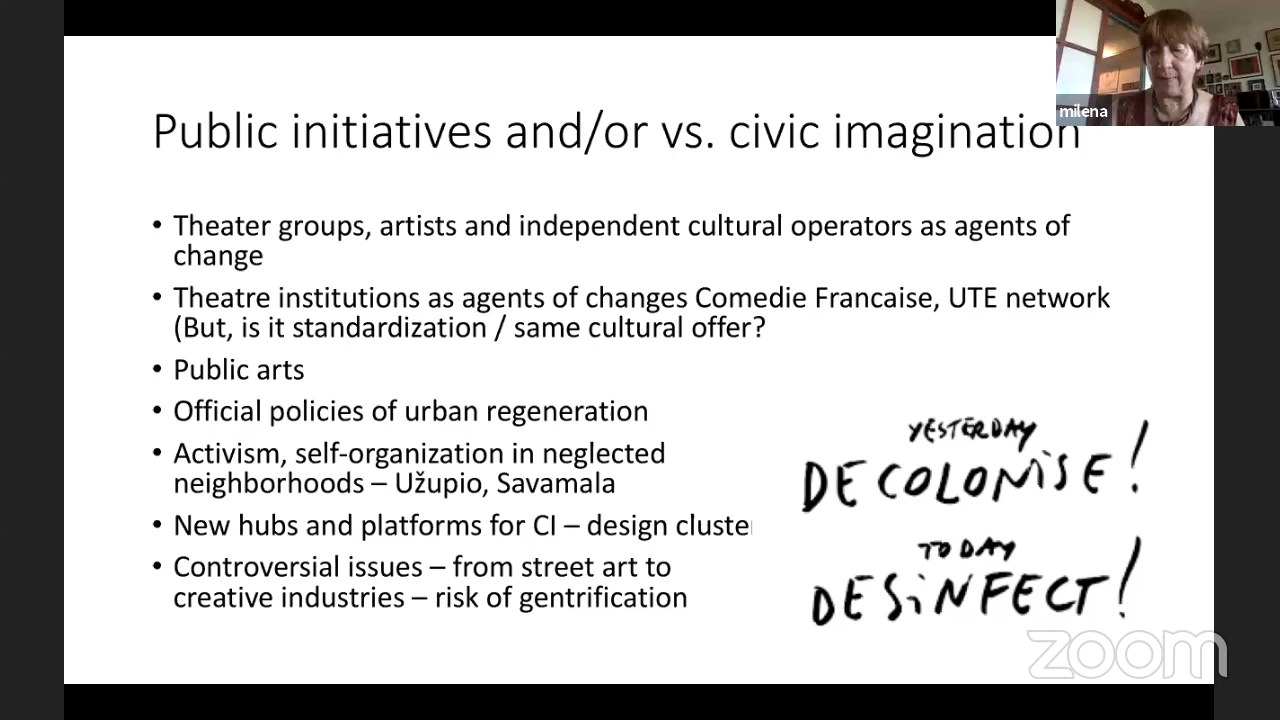 milena
Public initiatives and/or vs. civic imagination
• Theater groups, artists and independent cultural operators as agents of
change
• Theatre institutions as agents of changes Comedie Francaise, UTE network
(But, is it standardization / same cultural offer?
• Public arts
• Official policies of urban regeneration
• Activism, self-organization in neglected
neighborhoods – Užupio, Savamala
• New hubs and platforms for CI – design cluste
• Controversial issues – from street art to
creative industries – risk of gentrification
YESTERDAY
DECOLONiSE!
TODAY
DESiNFECT!
zoom